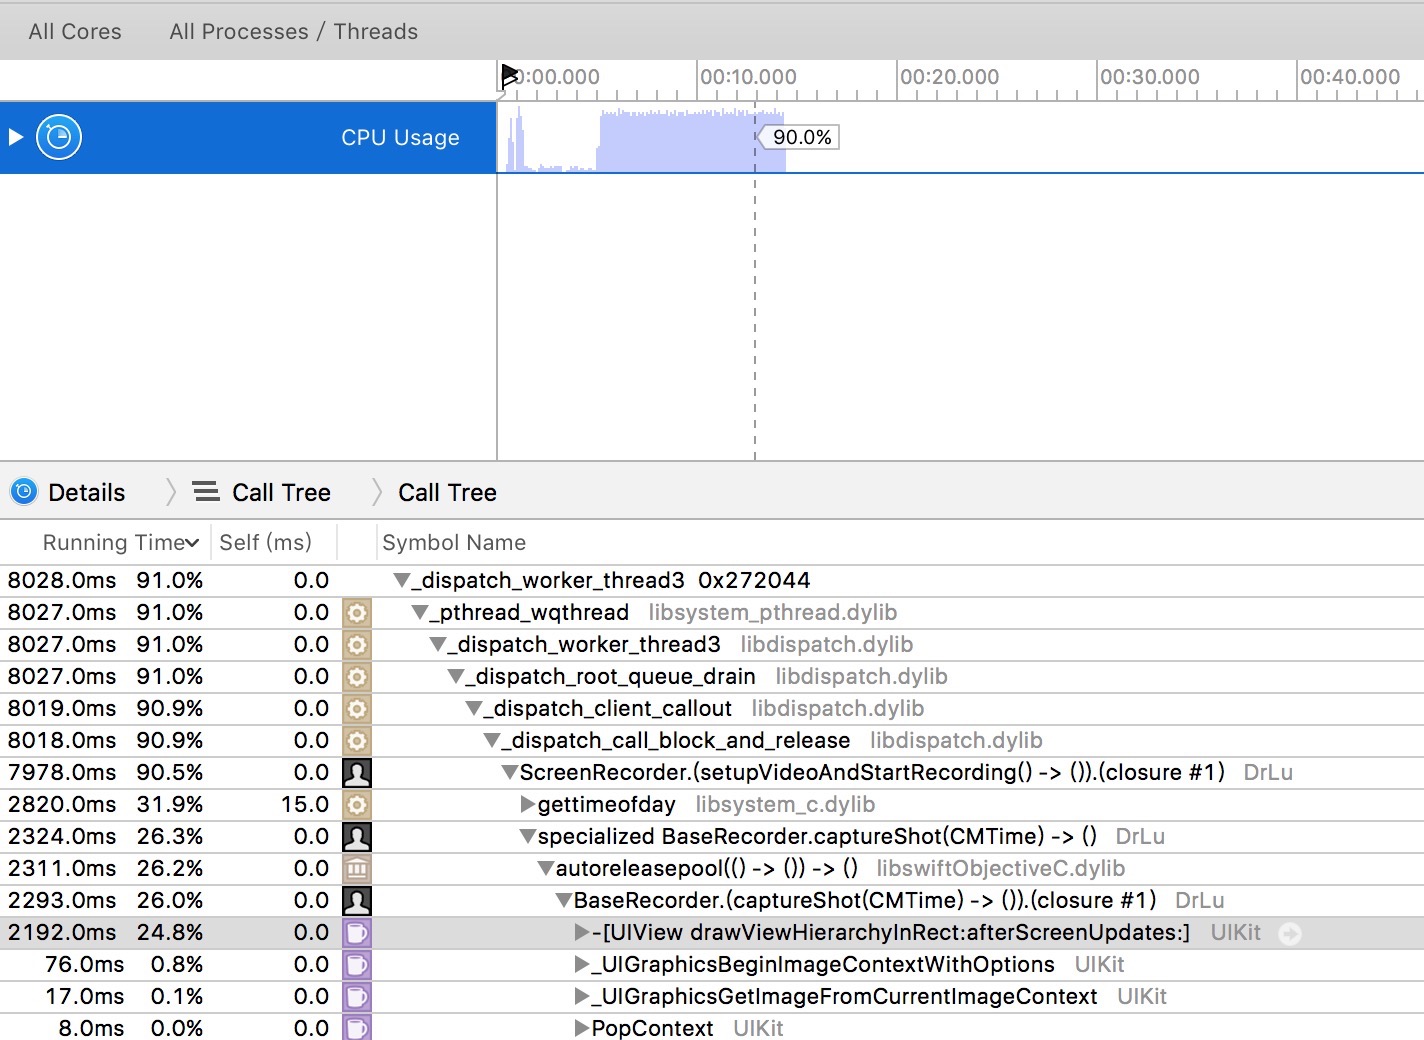 All Cores All Processes / Threads
0:00.000 00:10.000 00:20.000 00:30.000 00:40.000
CPU Usage 90.0%
Details Call Tree Call Tree
Running Time Self (ms) Symbol Name
8028.0ms 91.0% 0.0 _dispatch_worker_thread3 0x272044
8027.0ms 91.0% 0.0 _pthread_wqthread libsystem_pthread.dylib
8027.0ms 91.0% 0.0 _dispatch_worker_thread3 libdispatch.dylib
8027.0ms 91.0% 0.0 _dispatch_root_queue_drain libdispatch.dylib
8019.0ms 90.9% 0.0 _dispatch_client_callout libdispatch.dylib
8018.0ms 90.9% 0.0 _dispatch_call_block_and_release libdispatch.dylib
7978.0ms 90.5% 0.0 ScreenRecorder.(setupVideoAndStartRecording() -> ()).(closure #1) DrLu
2820.0ms 31.9% 15.0 gettimeofday libsystem_c.dylib
2324.0ms 26.3% 0.0 specialized BaseRecorder.captureShot(CMTime) -> () DrLu
2311.0ms 26.2% 0.0 autoreleasepool(() -> ()) -> () libswiftObjectiveC.dylib
2293.0ms 26.0% 0.0 BaseRecorder.(captureShot(CMTime) -> ()).(closure #1) DrLu
2192.0ms 24.8% 0.0 -[UIView drawViewHierarchyInRect:afterScreenUpdates:] UIKit
76.0ms 0.8% 0.0 _UIGraphicsBeginImageContextWithOptions UIKit
17.0ms 0.1% 0.0 _UIGraphicsGetImageFromCurrentImageContext UIKit
8.0ms 0.0% 0.0 PopContext UIKit